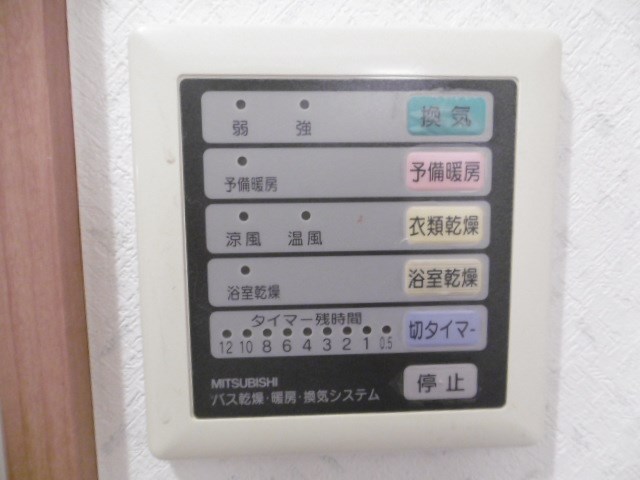 弱 強 換気
予備暖房 予備暖房
涼風 温風 衣類乾燥
浴室乾燥 浴室乾燥
タイマー残時間
12 10 8 6 4 3 2 1 0.5 切タイマー
MITSUBISHI 停止
バス乾燥・暖房・換気システム